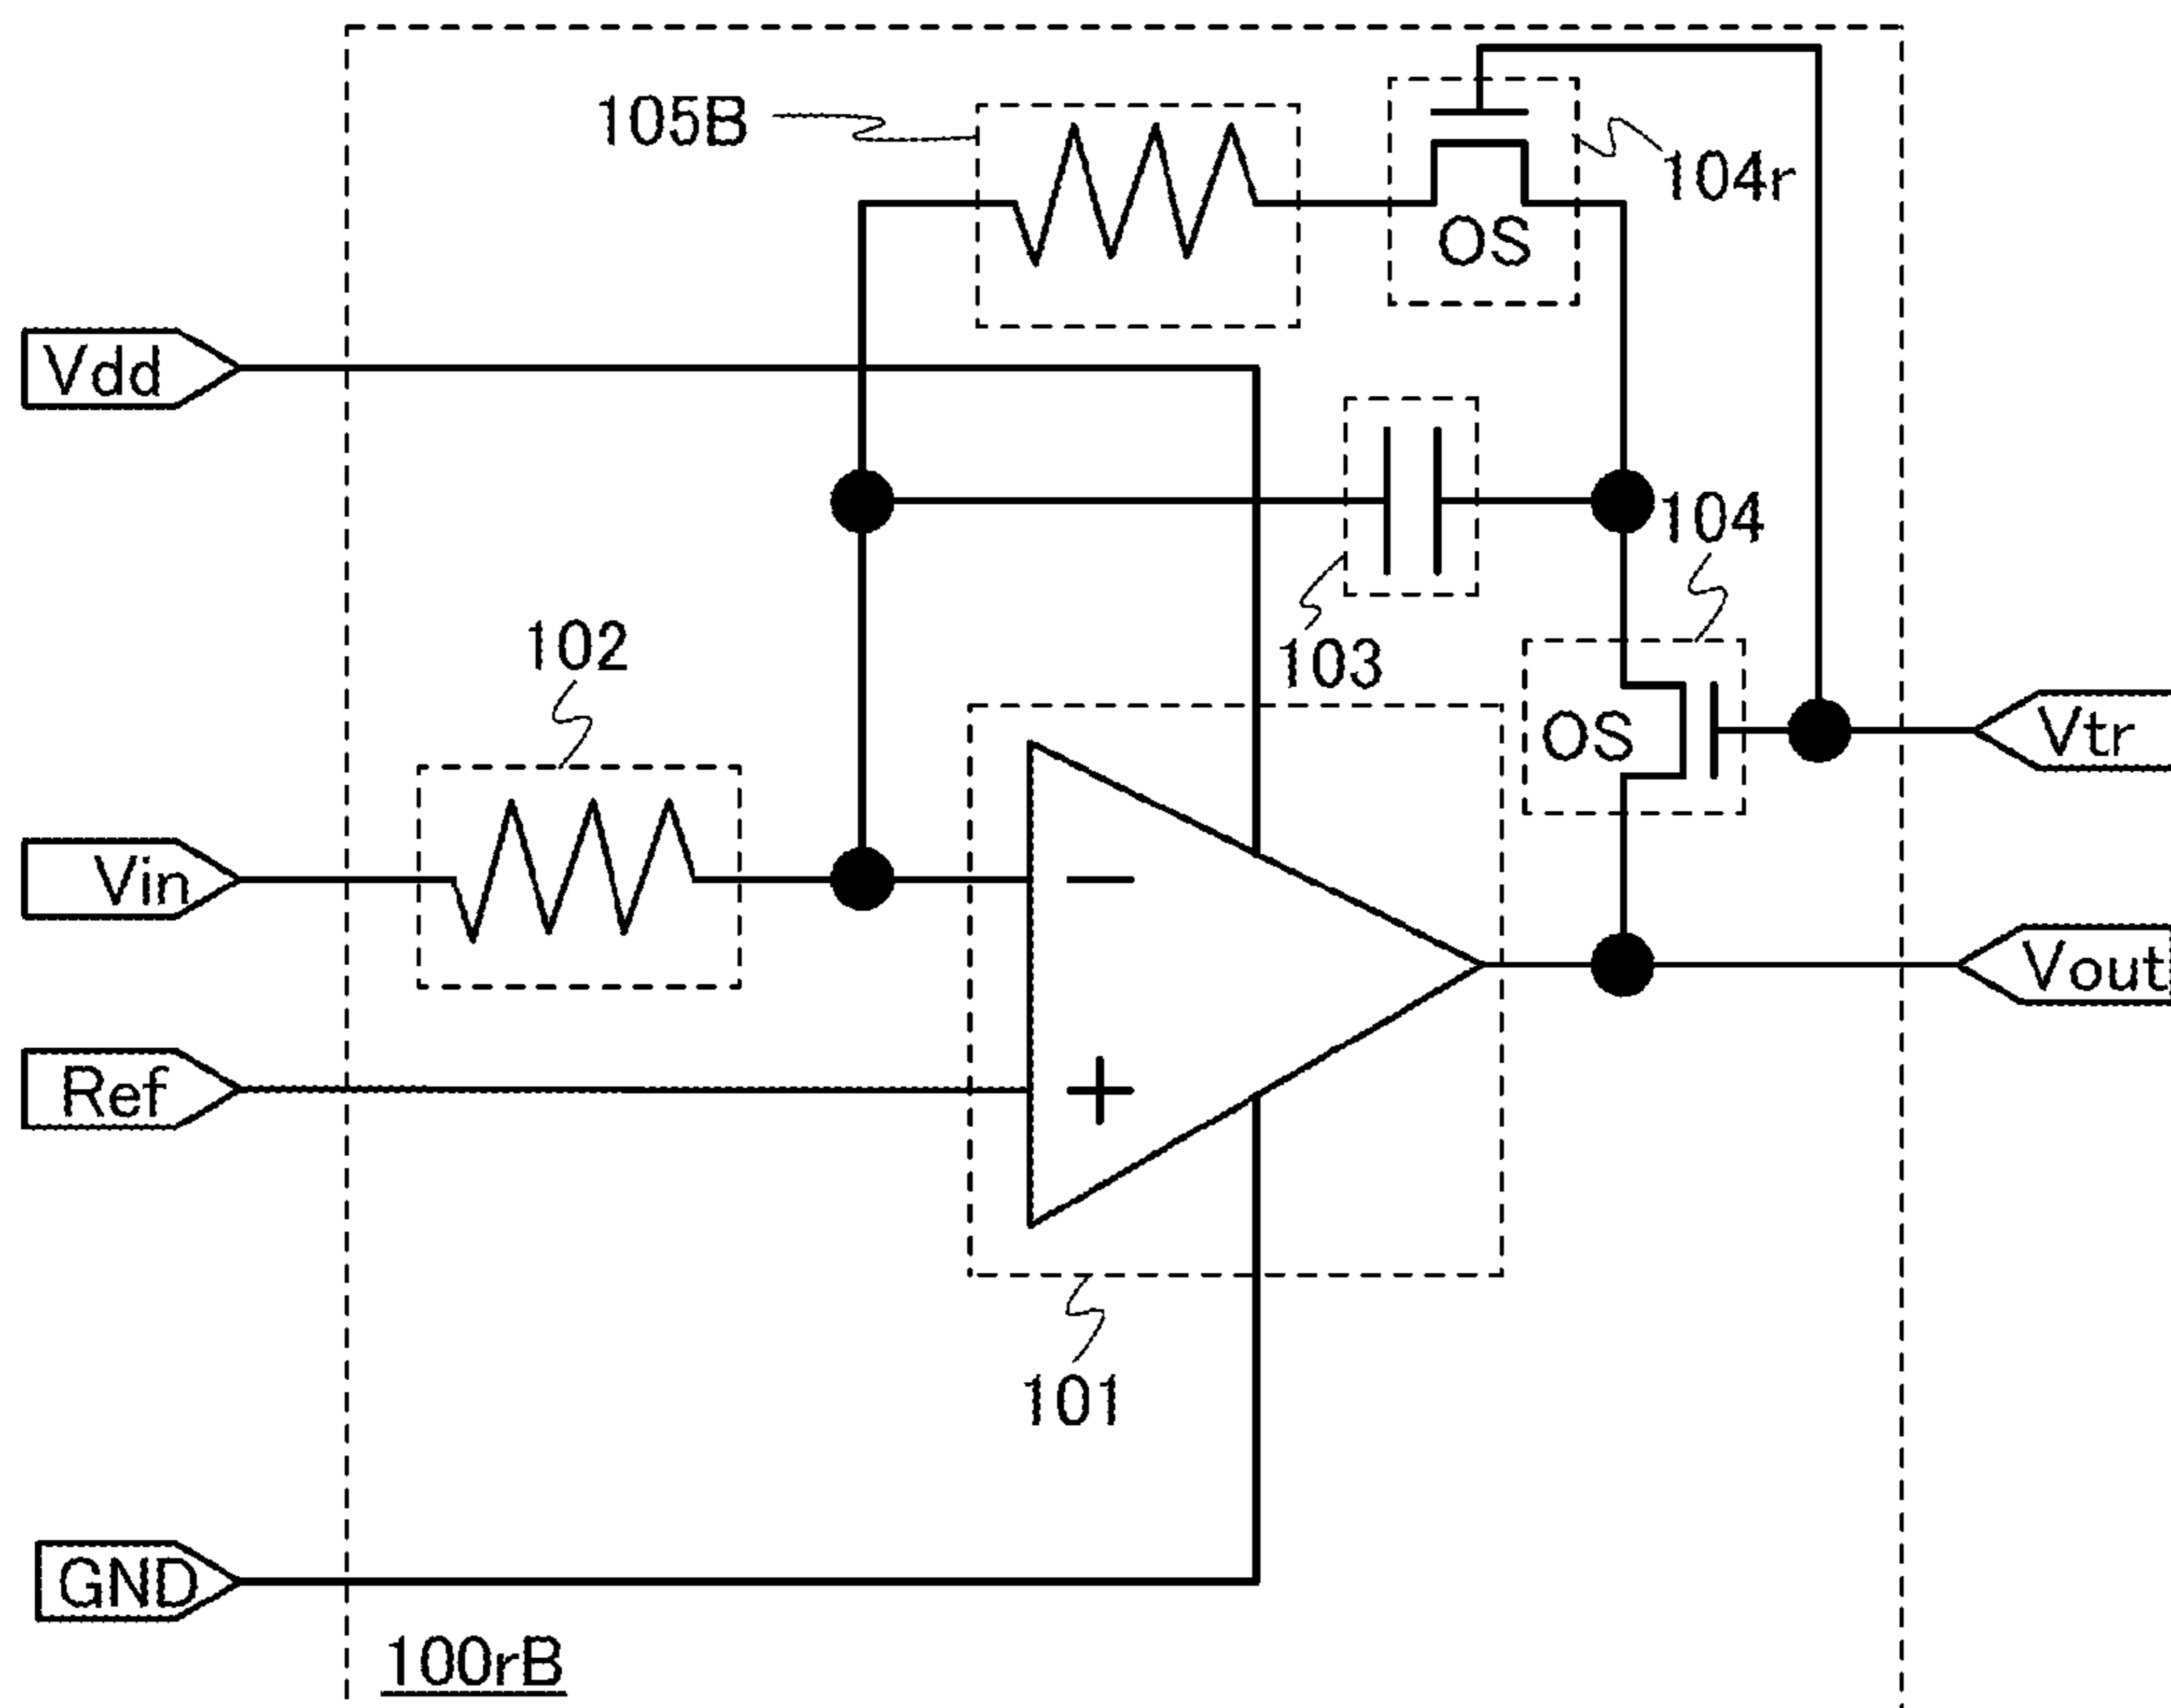 105B
104r
OS
Vdd
104
103
102
OS
Vtr
Vin
−
Vout
Ref
+
101
GND
100rB